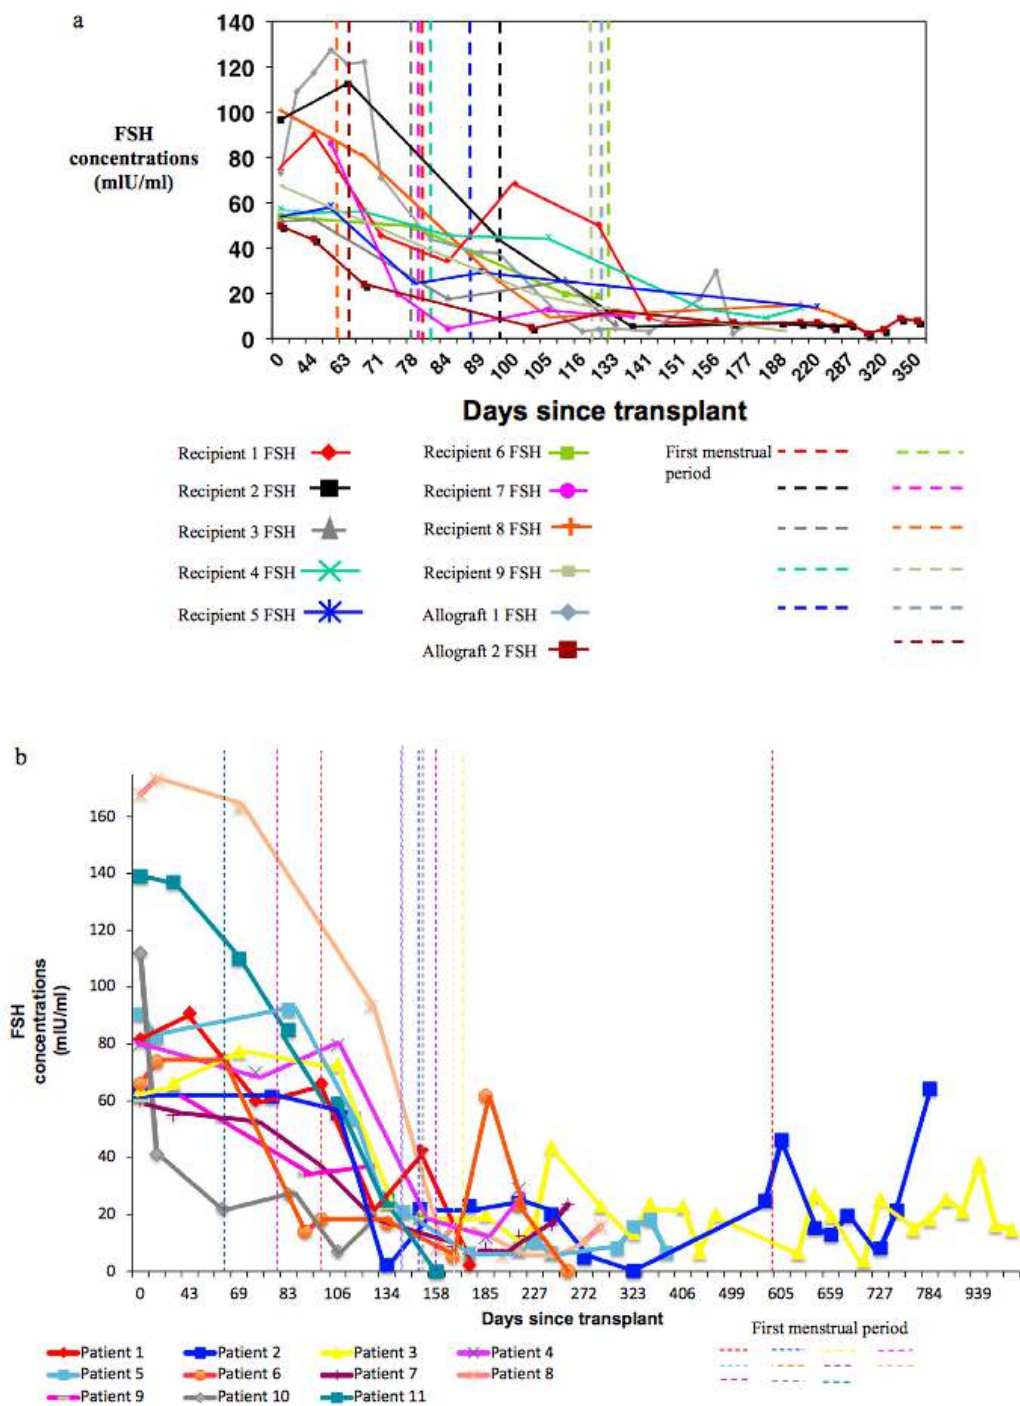 a
140
120
100
80
60
40
20
0
FSH
concentrations
(mIU/ml)
0 44 63 71 78 84 89 100 105 116 133 141 151 156 177 188 220 287 320 350
Days since transplant
Recipient 1 FSH
Recipient 2 FSH
Recipient 3 FSH
Recipient 4 FSH
Recipient 5 FSH
Recipient 6 FSH
Recipient 7 FSH
Recipient 8 FSH
Recipient 9 FSH
Allograft 1 FSH
Allograft 2 FSH
First menstrual
period
b
160
140
120
100
80
60
40
20
0
FSH
concentrations
(mIU/ml)
0 43 69 83 106 134 158 185 227 272 323 406 499 605 659 727 784 939
Days since transplant
First menstrual period
Patient 1 Patient 2 Patient 3 Patient 4
Patient 5 Patient 6 Patient 7 Patient 8
Patient 9 Patient 10 Patient 11